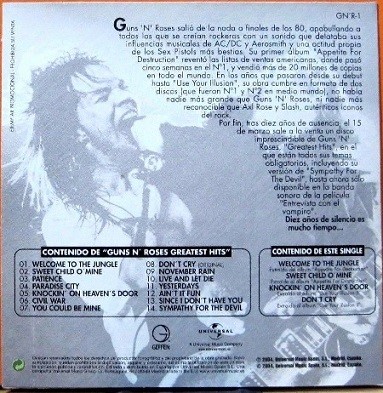 GN'R-1
EJEMPLAR PROMOCIONAL. PROHIBIDA SU VENTA.
Guns 'N' Roses salió de la nada a finales de los 80, apabullando a
todos los que se creían rockeros con un sonido que delataba sus
influencias musicales de AC/DC y Aerosmith y una actitud propia
de los Sex Pistols más bestias. Su primer álbum "Appetite For
Destruction" reventó las listas de ventas americanas, donde pasó
cinco semanas en el Nº1, y vendió más de 20 millones de copias
en todo el mundo. En los que pasaron desde su debut
hasta "Use Your Illusion", su obra cumbre en formato de dos
discos (que fueron Nº1 y Nº2 en medio mundo), no había
nadie más grande que Guns 'N' Roses, ni nadie más
reconocible que Axl Rose y Slash, auténticos iconos
del rock.
Por fin, tras diez años de ausencia, el 15
de marzo sale a la venta un disco
imprescindible de Guns 'N'
Roses, "Greatest Hits", en el
que están todos sus temas
obligatorios, incluyendo su
versión de "Sympathy For
The Devil", hasta ahora sólo
disponible en la banda
sonora de la película
"Entrevista con el
vampiro".
Diez años de silencio es
mucho tiempo...
CONTENIDO DE "GUNS N' ROSES GREATEST HITS"
01. WELCOME TO THE JUNGLE
02. SWEET CHILD O'MINE
03. PATIENCE
04. PARADISE CITY
05. KNOCKIN' ON HEAVEN'S DOOR
06. CIVIL WAR
07. YOU COULD BE MINE
08. DON'T CRY (ORIGINAL)
09. NOVEMBER RAIN
10. LIVE AND LET DIE
11. YESTERDAYS
12. AIN'T IT FUN
13. SINCE I DON'T HAVE YOU
14. SYMPATHY FOR THE DEVIL
CONTENIDO DE ESTE SINGLE
WELCOME TO THE JUNGLE
SWEET CHILD O'MINE
KNOCKIN' ON HEAVEN'S DOOR
DON'T CRY
GEFFEN
UNIVERSAL
A Universal Music Company